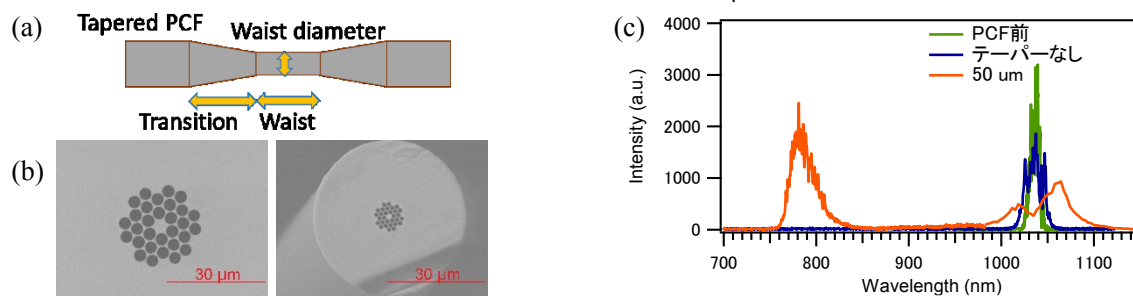 (a)
Tapered PCF
Waist diameter
Transition
Waist
(b)
30 µm
30 µm
(c)
PCF前
テーパーなし
50 um
Intensity (a.u.)
4000
3000
2000
1000
0
700
800
900
1000
1100
Wavelength (nm)